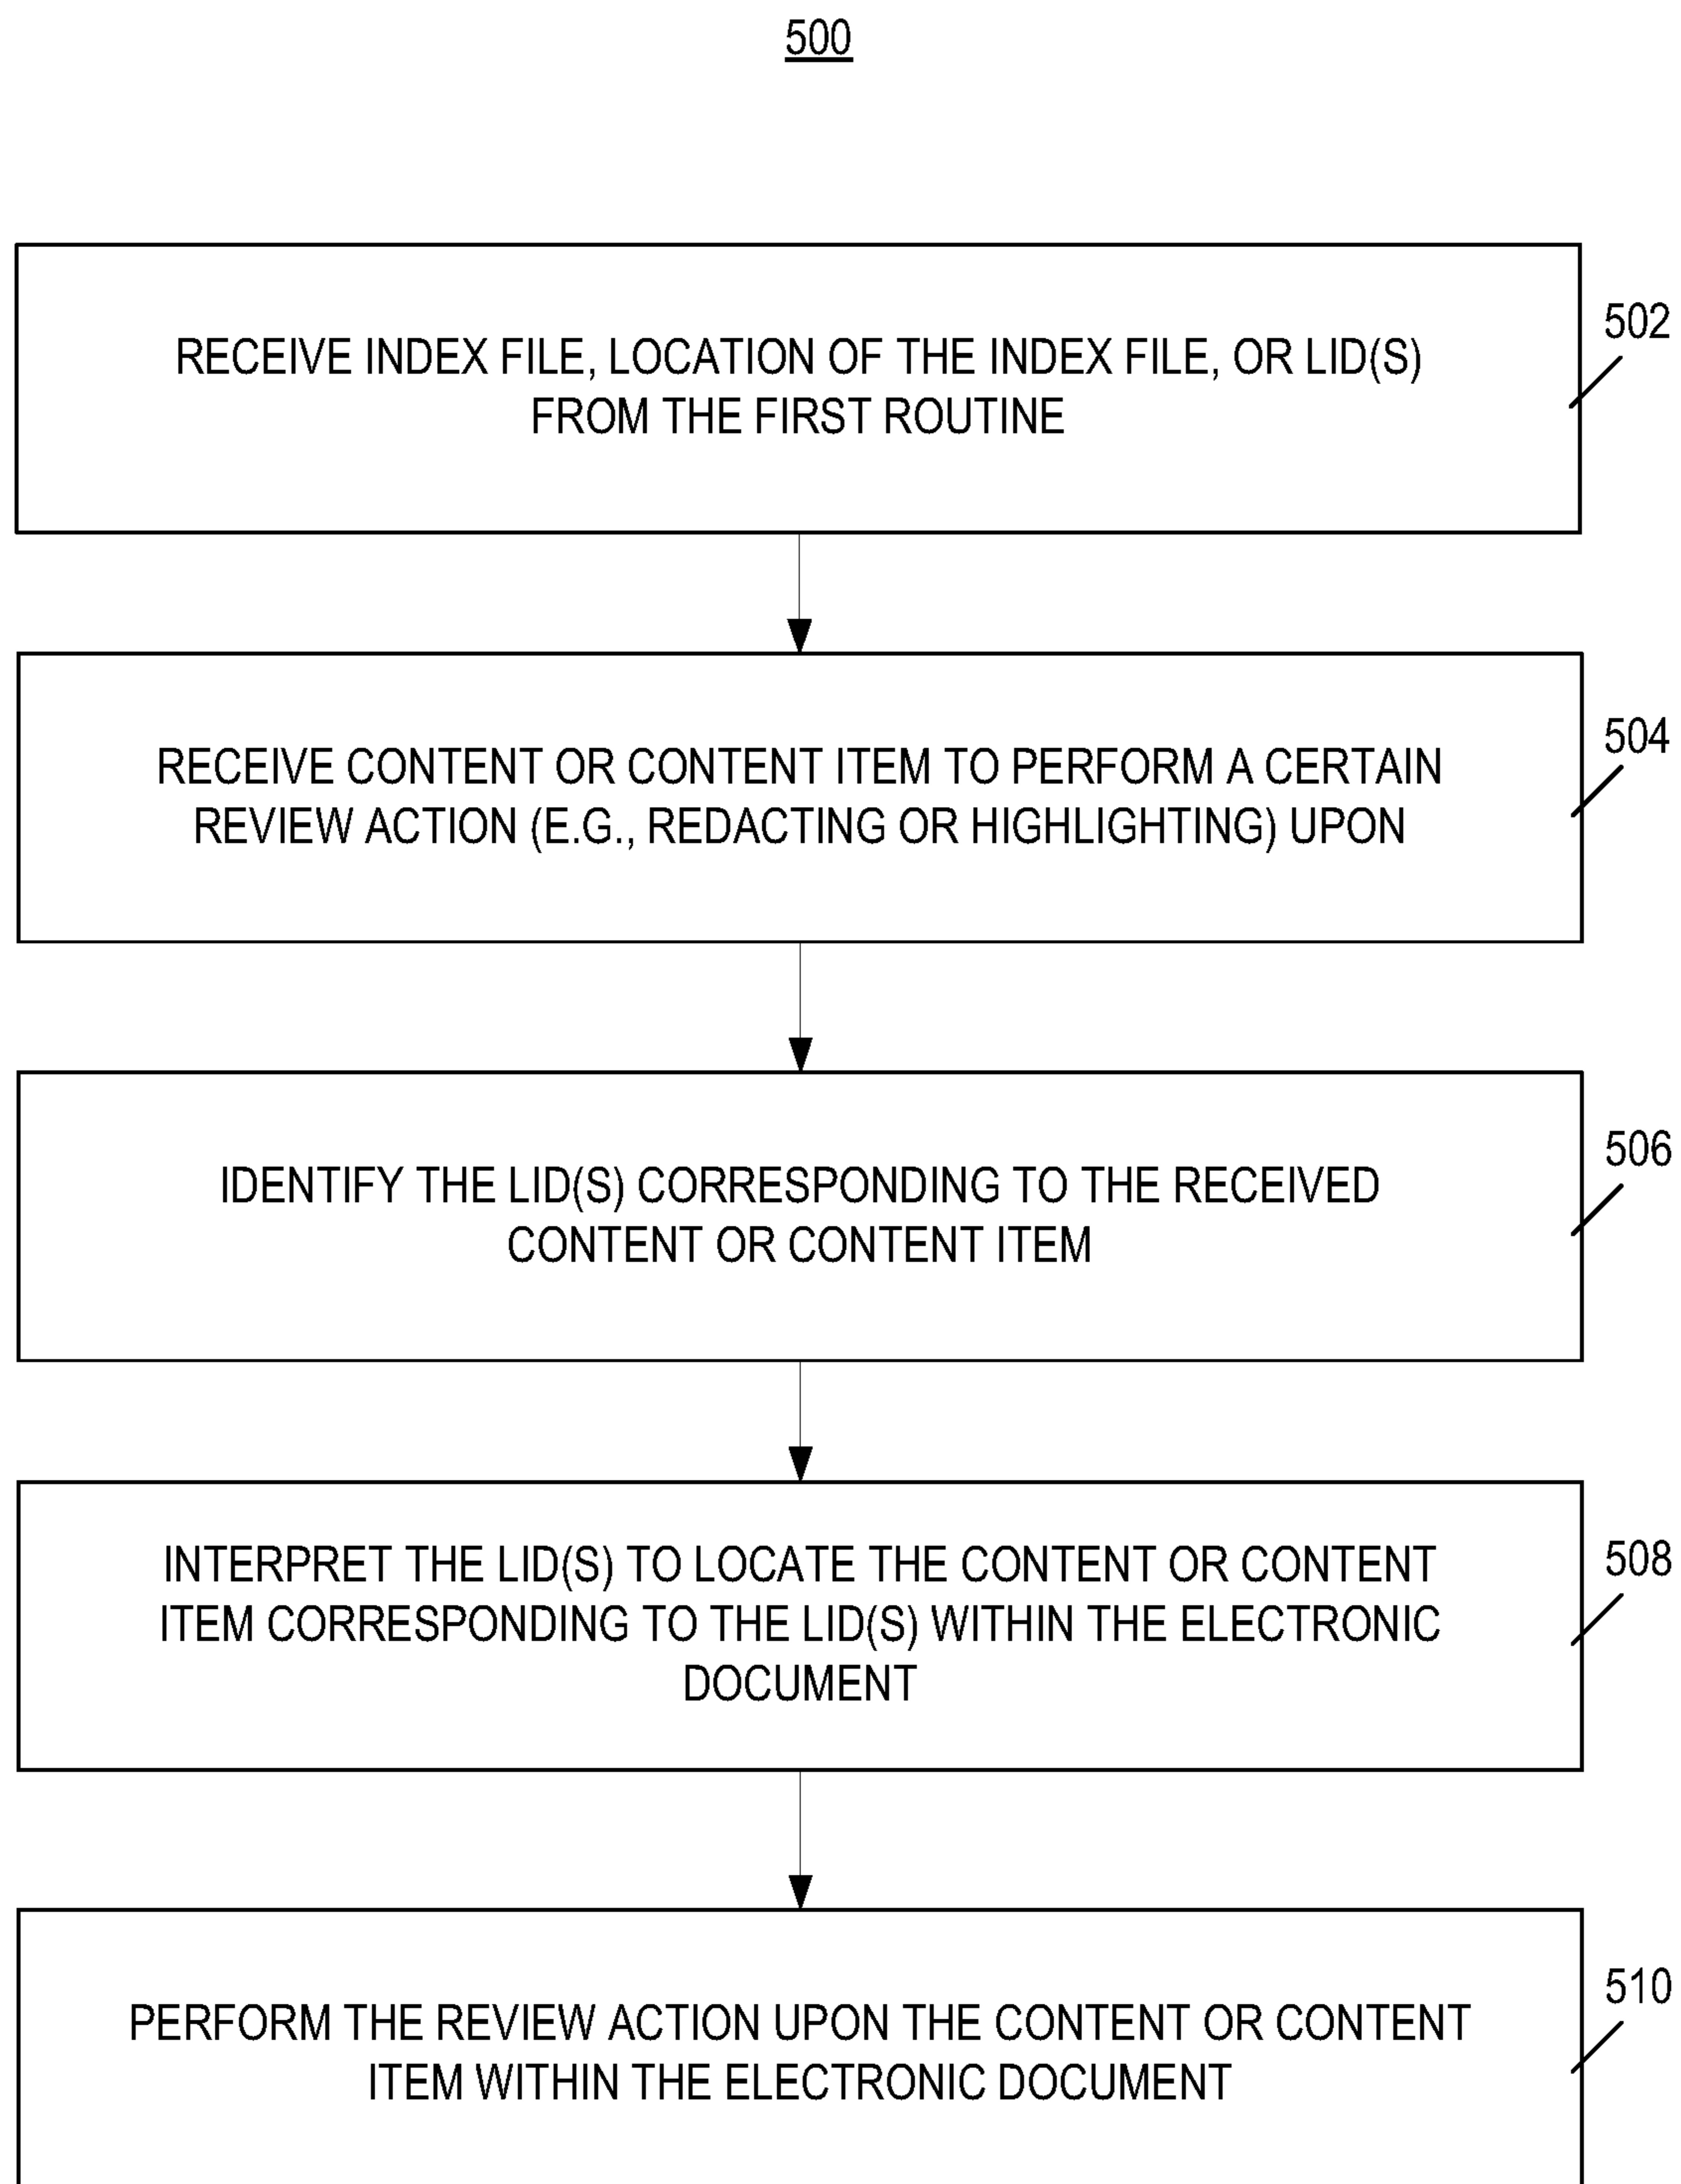 500
RECEIVE INDEX FILE, LOCATION OF THE INDEX FILE, OR LID(S)
FROM THE FIRST ROUTINE
502
RECEIVE CONTENT OR CONTENT ITEM TO PERFORM A CERTAIN
REVIEW ACTION (E.G., REDACTING OR HIGHLIGHTING) UPON
504
IDENTIFY THE LID(S) CORRESPONDING TO THE RECEIVED
CONTENT OR CONTENT ITEM
506
INTERPRET THE LID(S) TO LOCATE THE CONTENT OR CONTENT
ITEM CORRESPONDING TO THE LID(S) WITHIN THE ELECTRONIC
DOCUMENT
508
PERFORM THE REVIEW ACTION UPON THE CONTENT OR CONTENT
ITEM WITHIN THE ELECTRONIC DOCUMENT
510